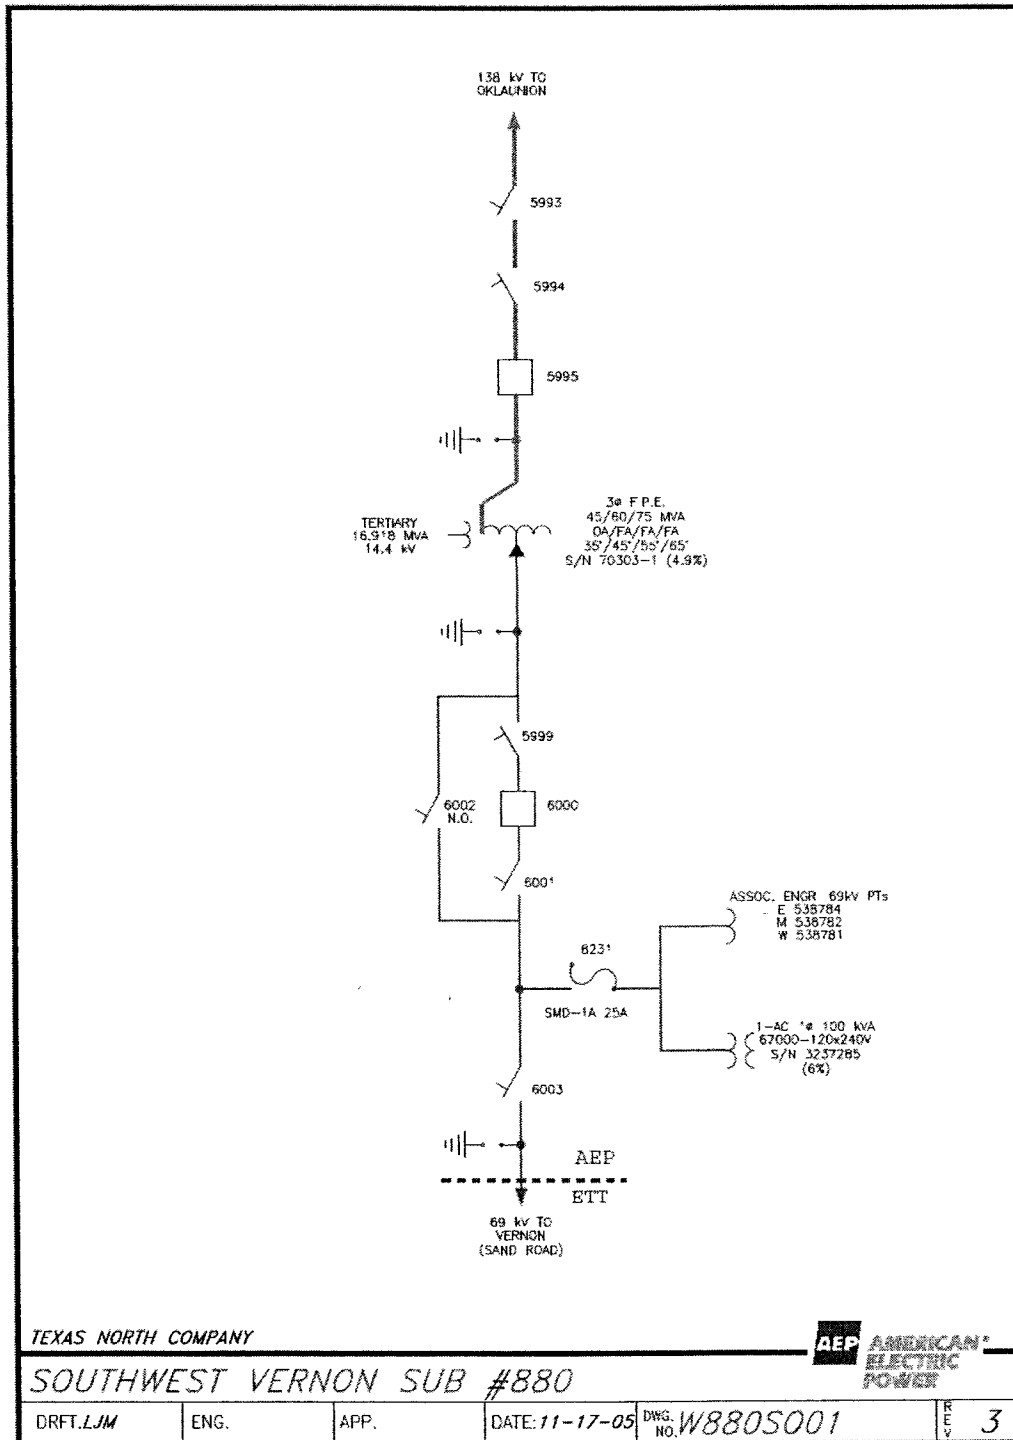 138 kV TO
OKLAUNION
5993
5994
5995
TERTIARY
16.918 MVA
14.4 kV
3ø F.P.E.
45/60/75 MVA
OA/FA/FA/FA
35°/45°/55°/65°
S/N 70303-1 (4.9%)
5999
6002
N.O.
6000
6001
ASSOC. ENGR 69kV PTs
E 538784
M 538782
W 538781
6231
SMD-1A 25A
1-AC 1ø 100 kVA
67000-120x240V
S/N 3237285
(6%)
6003
AEP
ETT
69 kV TO
VERNON
(SAND ROAD)
TEXAS NORTH COMPANY
AEP AMERICAN
ELECTRIC
POWER
SOUTHWEST VERNON SUB #880
DRFT.LJM ENG. APP. DATE:11-17-05 DWG. NO. W880S001 REV 3